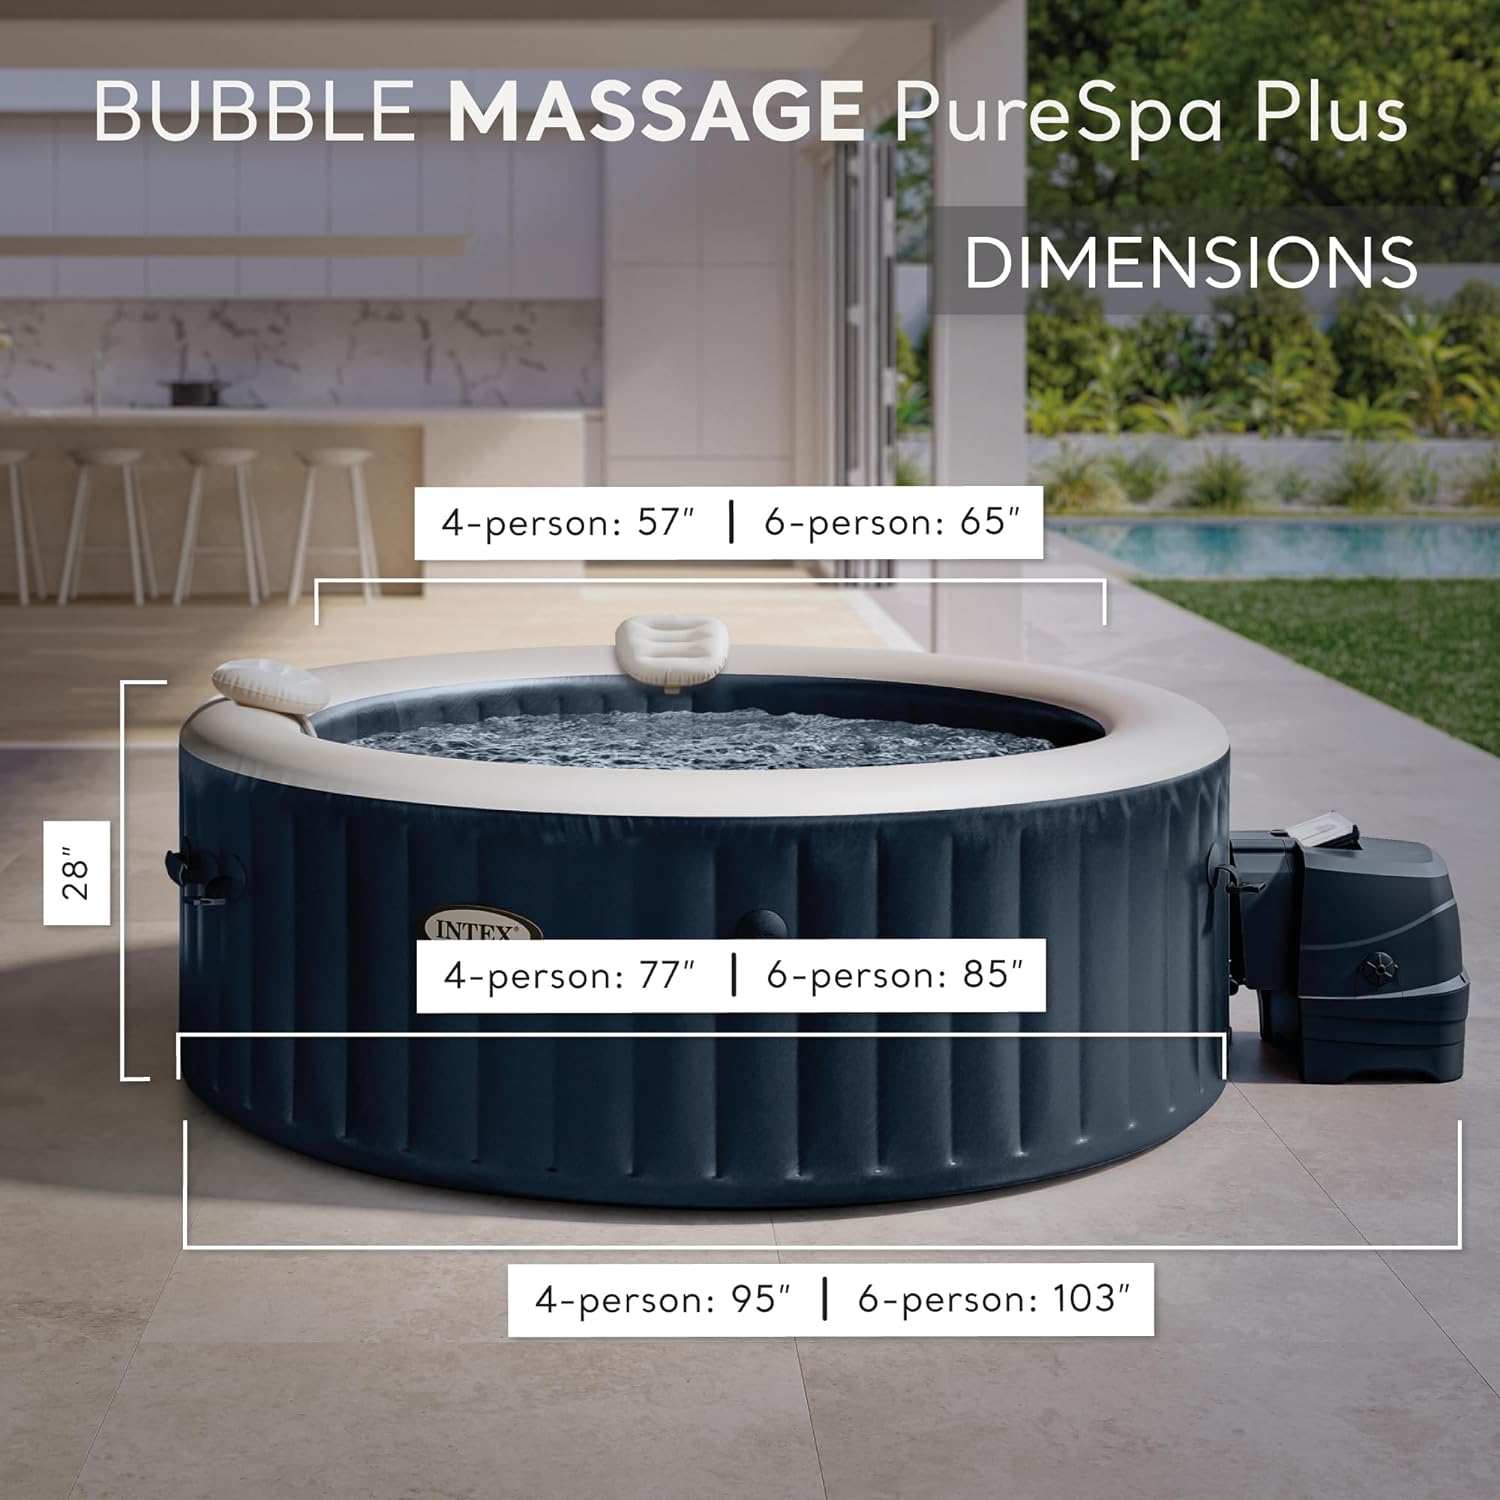 BUBBLE MASSAGE PureSpa Plus
DIMENSIONS
4-person: 57" | 6-person: 65"
28"
INTEX®
4-person: 77" | 6-person: 85"
4-person: 95" | 6-person: 103"